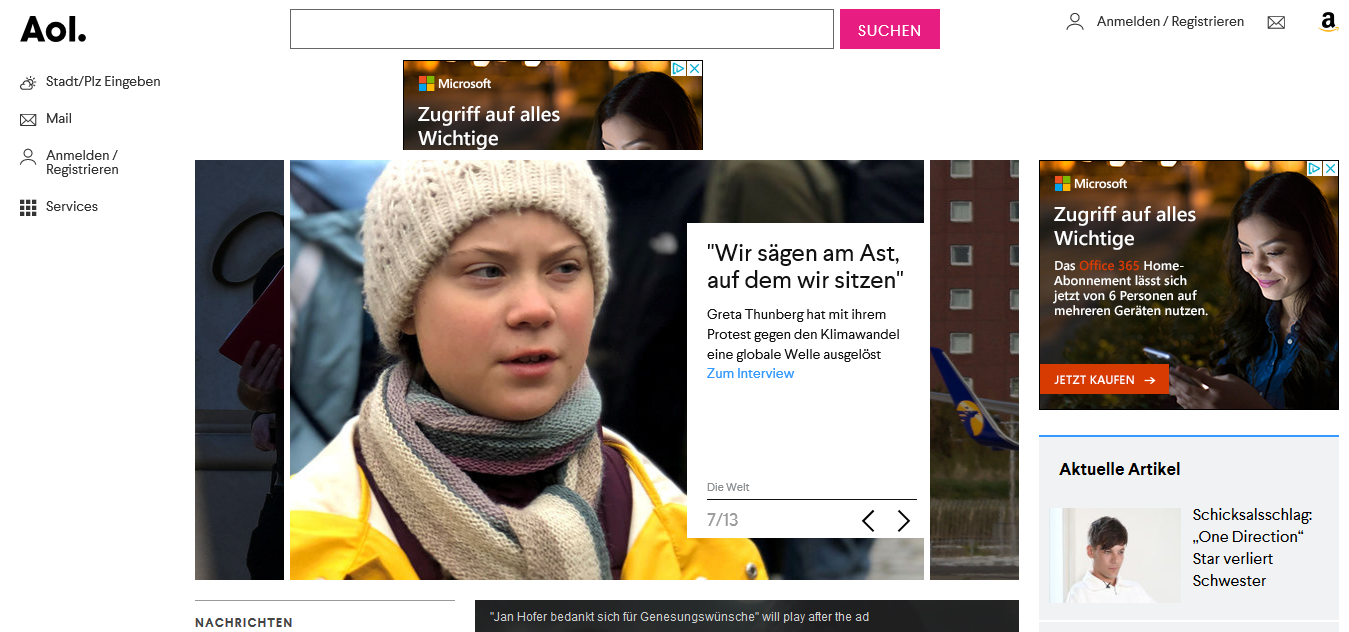 Aol.
SUCHEN
Anmelden / Registrieren
a
Stadt/Plz Eingeben
Mail
Anmelden /
Registrieren
Services
Microsoft
Zugriff auf alles
Wichtige
"Wir sägen am Ast,
auf dem wir sitzen"
Greta Thunberg hat mit ihrem
Protest gegen den Klimawandel
eine globale Welle ausgelöst
Zum Interview
Die Welt
7/13
Microsoft
Zugriff auf alles
Wichtige
Das Office 365 Home-
Abonnement lässt sich
jetzt von 6 Personen auf
mehreren Geräten nutzen.
JETZT KAUFEN →
Aktuelle Artikel
Schicksalsschlag:
„One Direction“
Star verliert
Schwester
NACHRICHTEN
"Jan Hofer bedankt sich für Genesungswünsche" will play after the ad